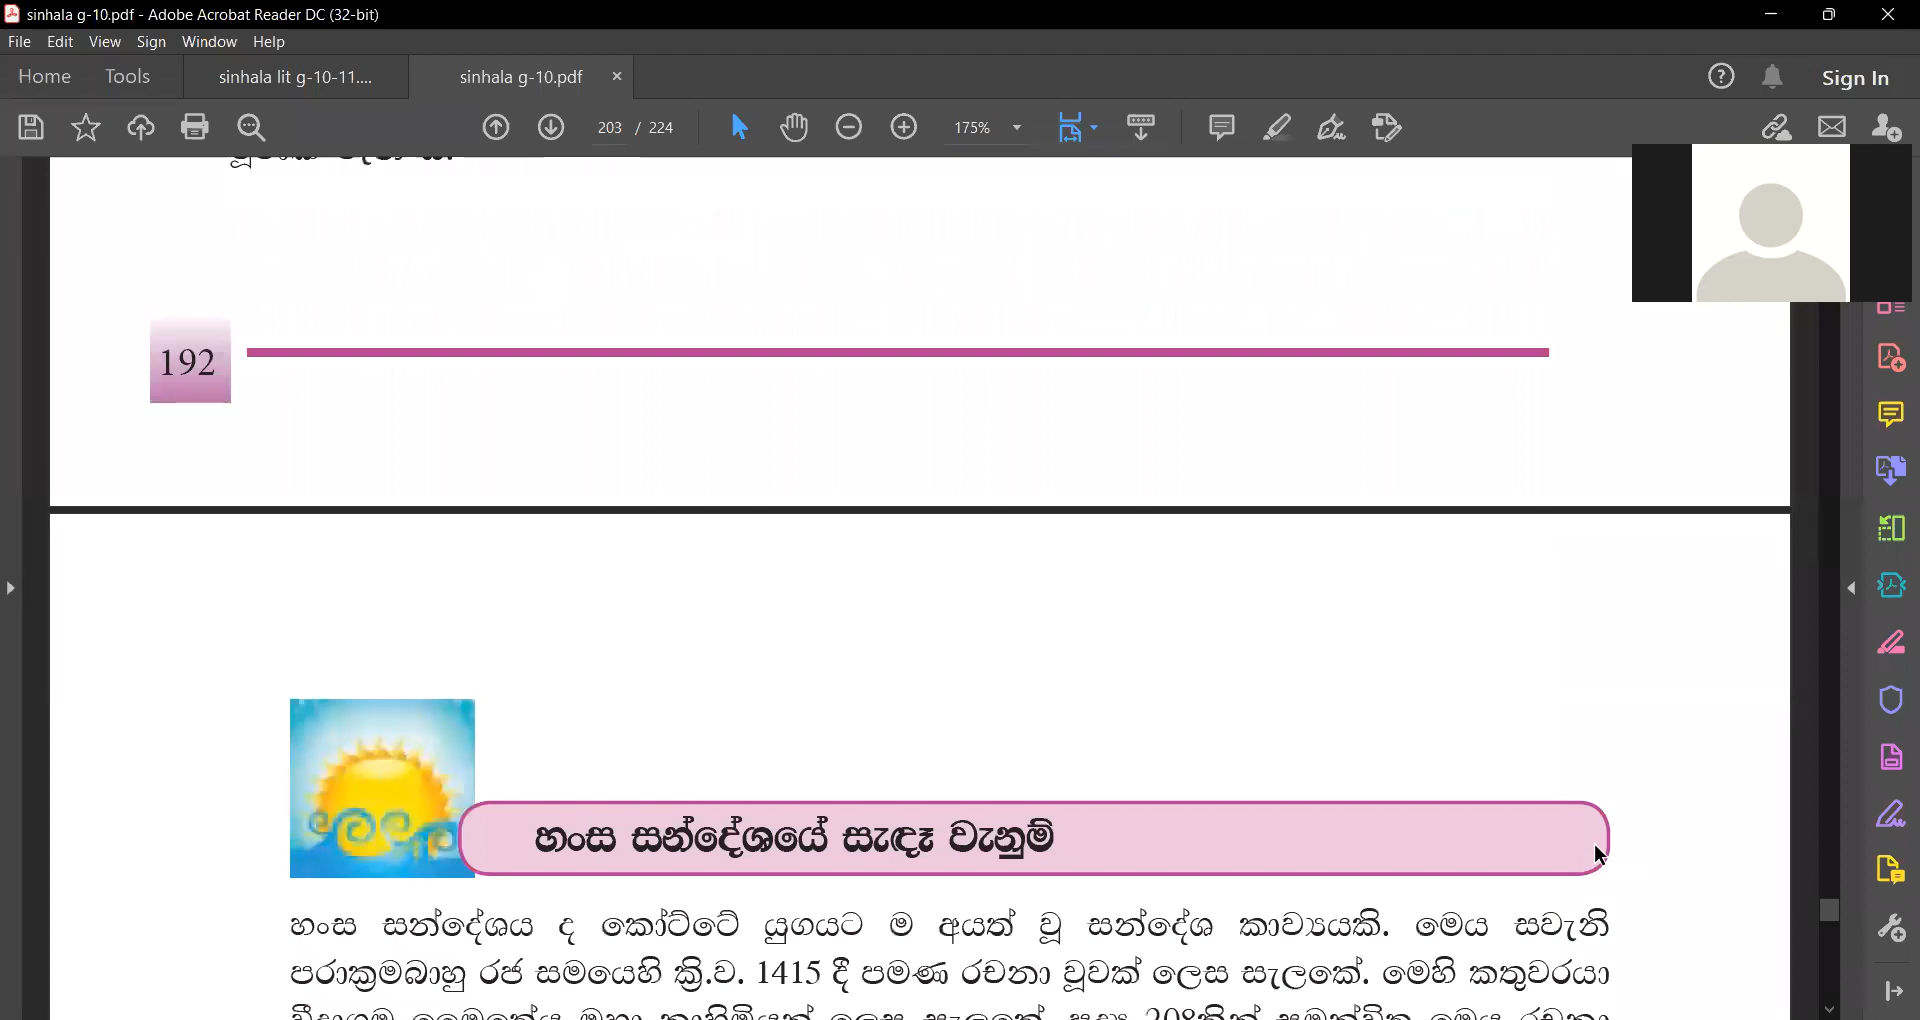 sinhala g-10.pdf - Adobe Acrobat Reader DC (32-bit)
File Edit View Sign Window Help
Home Tools sinhala lit g-10-11.... sinhala g-10.pdf × Sign In
203 / 224 175%
192
හංස සන්දේශයේ සැඳෑ වැනුම්
හංස සන්දේශය ද කෝට්ටේ යුගයට ම අයත් වූ සන්දේශ කාව්‍යයකි. මෙය සවැනි
පරාක්‍රමබාහු රජ සමයෙහි ක්‍රි.ව. 1415 දී පමණ රචනා වූවක් ලෙස සැලකේ. මෙහි කතුවරයා